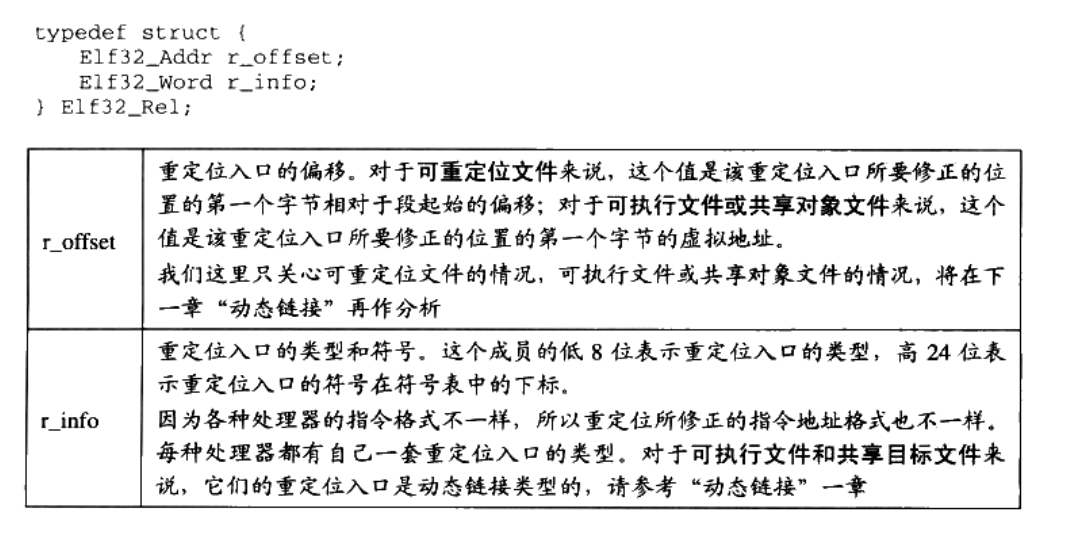 typedef struct {
    Elf32_Addr r_offset;
    Elf32_Word r_info;
} Elf32_Rel;
r_offset
重定位入口的偏移。对于可重定位文件来说，这个值是该重定位入口所要修正的位
置的第一个字节相对于段起始的偏移；对于可执行文件或共享对象文件来说，这个
值是该重定位入口所要修正的位置的第一个字节的虚拟地址。
我们这里只关心可重定位文件的情况，可执行文件或共享对象文件的情况，将在下
一章“动态链接”再作分析
r_info
重定位入口的类型和符号。这个成员的低 8 位表示重定位入口的类型，高 24 位表
示重定位入口的符号在符号表中的下标。
因为各种处理器的指令格式不一样，所以重定位所修正的指令地址格式也不一样。
每种处理器都有自己一套重定位入口的类型。对于可执行文件和共享目标文件来
说，它们的重定位入口是动态链接类型的，请参考“动态链接”一章